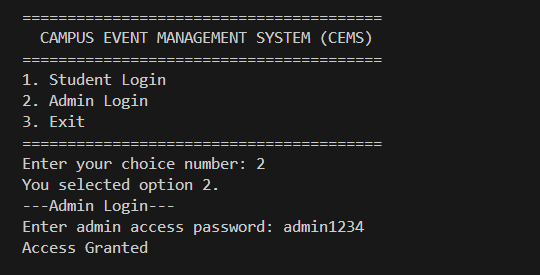 ========================================
CAMPUS EVENT MANAGEMENT SYSTEM (CEMS)
========================================
1. Student Login
2. Admin Login
3. Exit
========================================
Enter your choice number: 2
You selected option 2.
---Admin Login---
Enter admin access password: admin1234
Access Granted